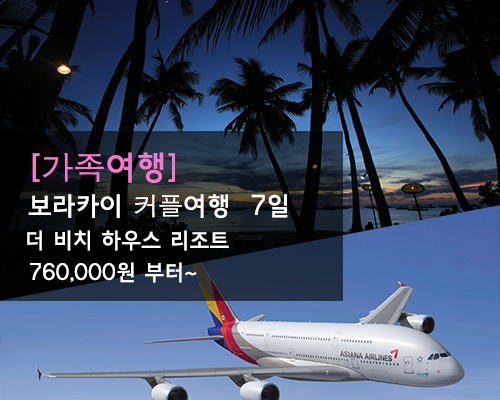 [가족여행]
보라카이 커플여행 7일
더 비치 하우스 리조트
760,000원 부터~
ASIANA AIRLINES